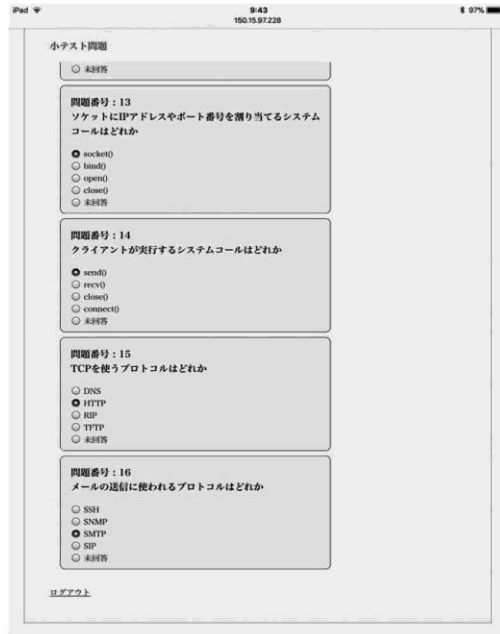 iPad
9:43
97%
150.15.97.228
小テスト問題
未回答
問題番号：13
ソケットにIPアドレスやポート番号を割り当てるシステム
コールはどれか
socket()
bind()
open()
close()
未回答
問題番号：14
クライアントが実行するシステムコールはどれか
send()
recv()
close()
connect()
未回答
問題番号：15
TCPを使うプロトコルはどれか
DNS
HTTP
RIP
TFTP
未回答
問題番号：16
メールの送信に使われるプロトコルはどれか
SSH
SNMP
SMTP
SIP
未回答
ログアウト